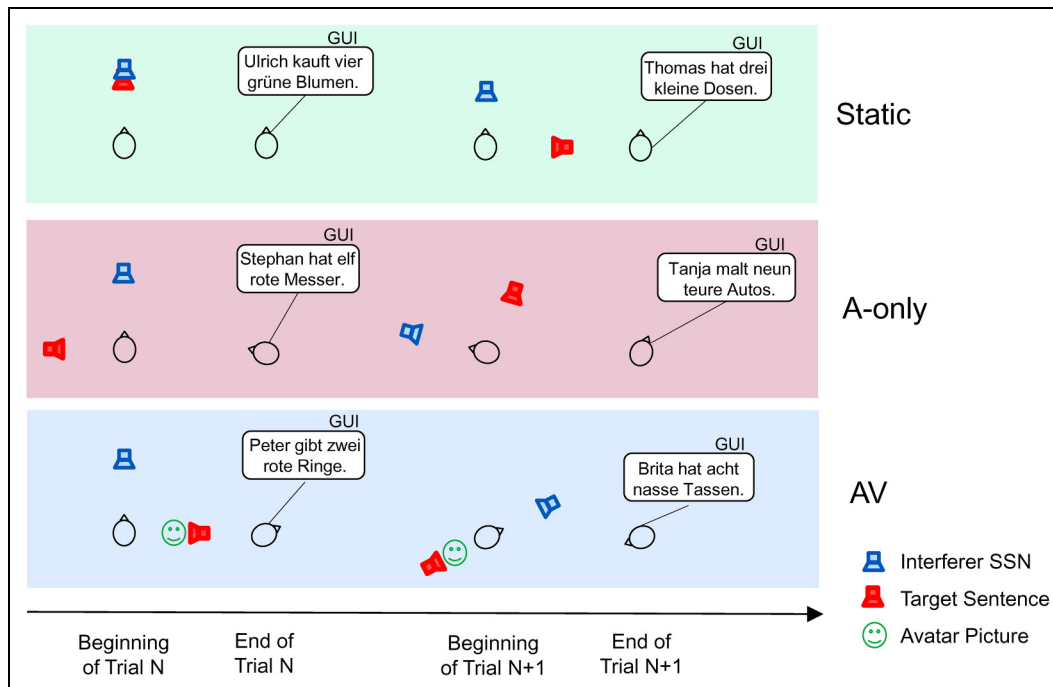 GUI
Ulrich kauft vier
grüne Blumen.
GUI
Thomas hat drei
kleine Dosen.
Static
GUI
Stephan hat elf
rote Messer.
GUI
Tanja malt neun
teure Autos.
A-only
GUI
Peter gibt zwei
rote Ringe.
GUI
Brita hat acht
nasse Tassen.
AV
Interferer SSN
Target Sentence
Avatar Picture
Beginning
of Trial N
End of
Trial N
Beginning
of Trial N+1
End of
Trial N+1